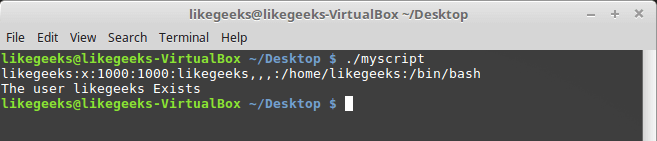 likegeeks@likegeeks-VirtualBox ~/Desktop
File Edit View Search Terminal Help
likegeeks@likegeeks-VirtualBox ~/Desktop $ ./myscript
likegeeks:x:1000:1000:likegeeks,,,:/home/likegeeks:/bin/bash
The user likegeeks Exists
likegeeks@likegeeks-VirtualBox ~/Desktop $